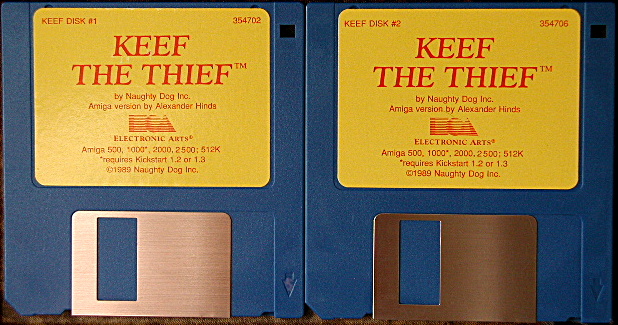 KEEF DISK #1 354702
KEEF
THE THIEF™
by Naughty Dog Inc.
Amiga version by Alexander Hinds
ELECTRONIC ARTS®
Amiga 500, 1000*, 2000, 2500; 512K
*requires Kickstart 1.2 or 1.3
©1989 Naughty Dog Inc.
KEEF DISK #2 354706
KEEF
THE THIEF™
by Naughty Dog Inc.
Amiga version by Alexander Hinds
ELECTRONIC ARTS®
Amiga 500, 1000*, 2000, 2500; 512K
*requires Kickstart 1.2 or 1.3
©1989 Naughty Dog Inc.